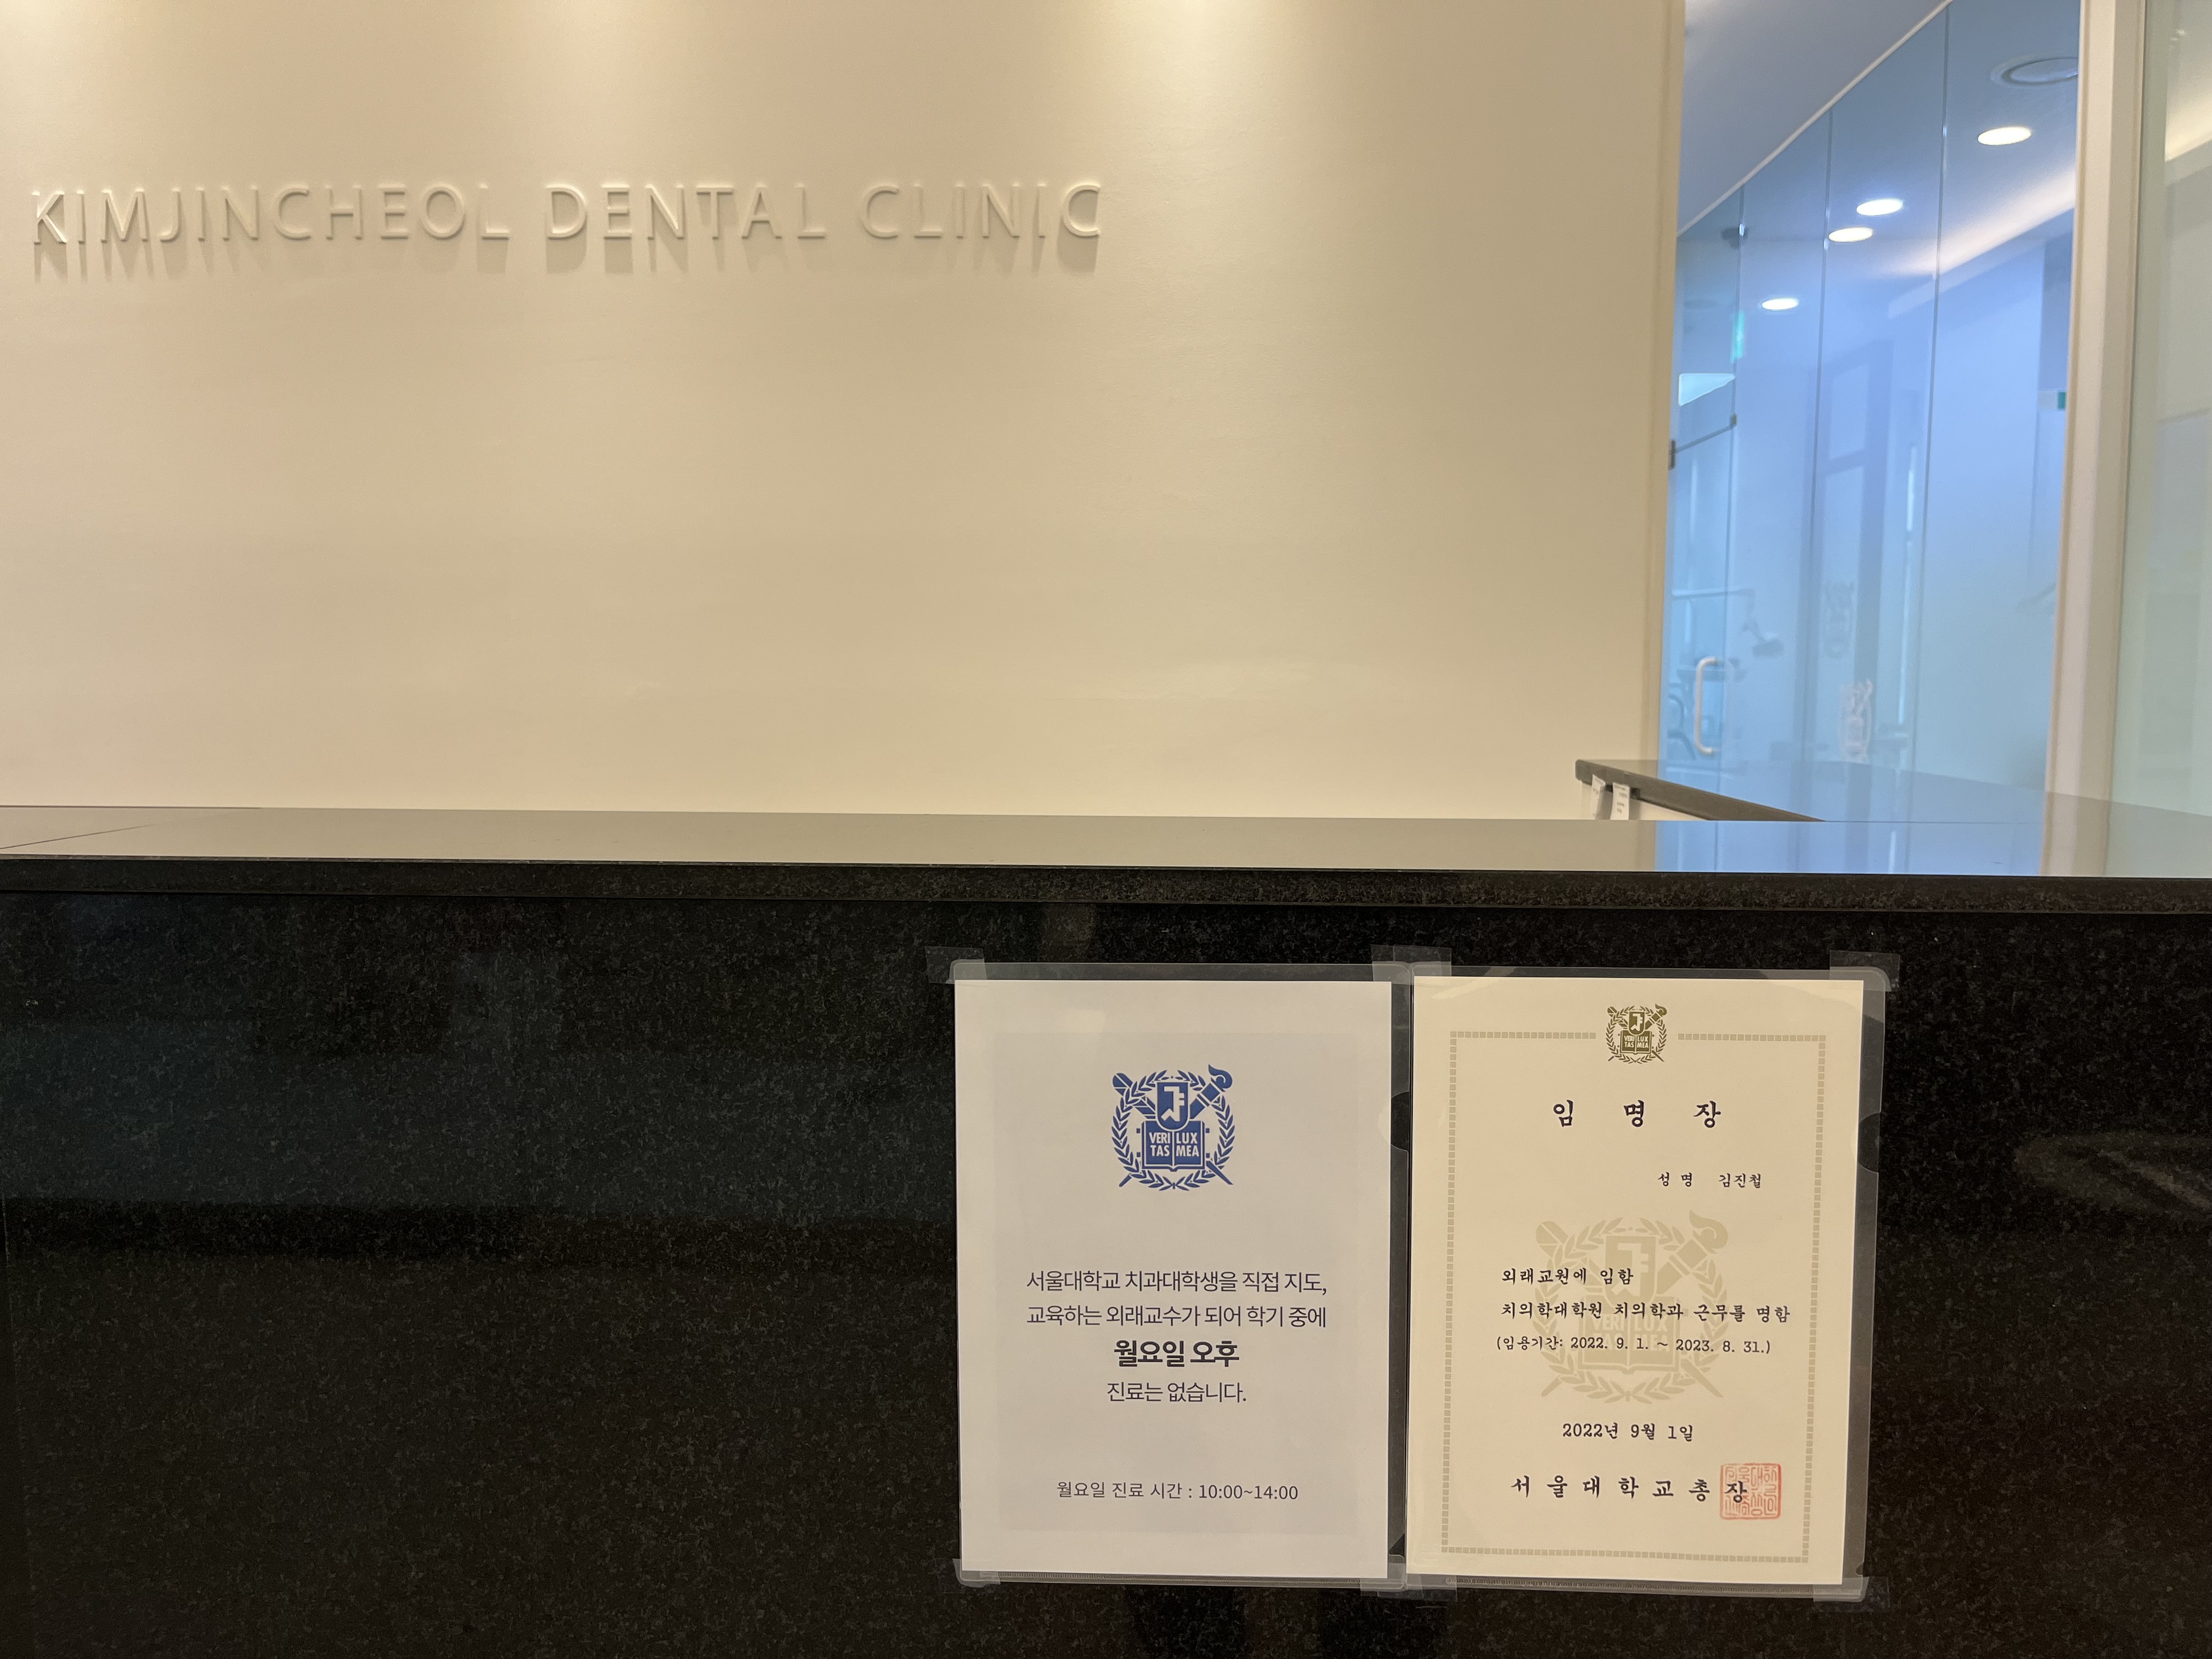 KIMJINCHEOL DENTAL CLINIC
VERI LUX
TAS MEA
서울대학교 치과대학생을 직접 지도,
교육하는 외래교수가 되어 학기 중에
월요일 오후
진료는 없습니다.
월요일 진료 시간 : 10:00~14:00
VERI LUX
TAS MEA
임 명 장
성 명 김진철
외래교원에 임함
치의학대학원 치의학과 근무를 명함
(임용기간: 2022. 9. 1. ~ 2023. 8. 31.)
2022년 9월 1일
서 울 대 학 교 총 장